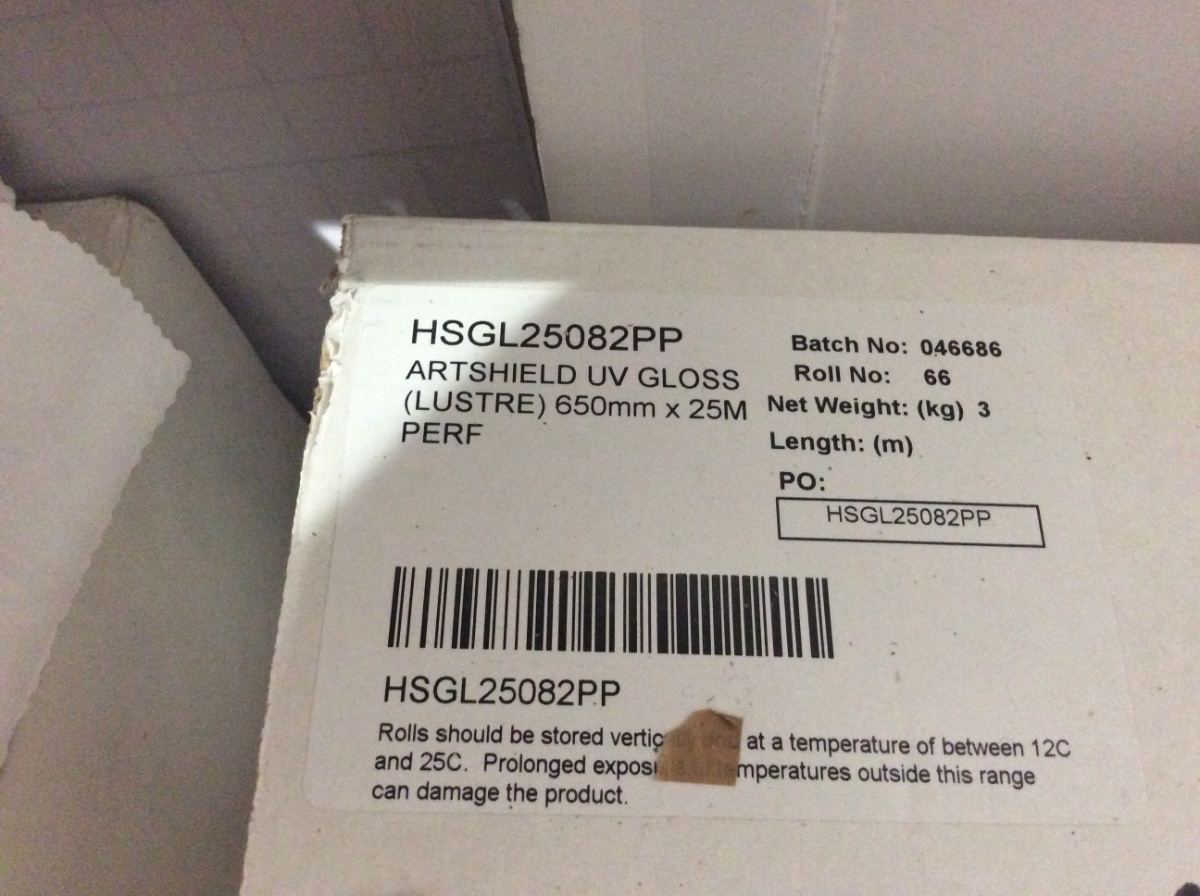 HSGL25082PP
ARTSHIELD UV GLOSS
(LUSTRE) 650mm x 25M
PERF
Batch No: 046686
Roll No: 66
Net Weight: (kg) 3
Length: (m)
PO:
HSGL25082PP
HSGL25082PP
Rolls should be stored at a temperature of between 12C
and 25C. Prolonged outside this range
can damage the product.